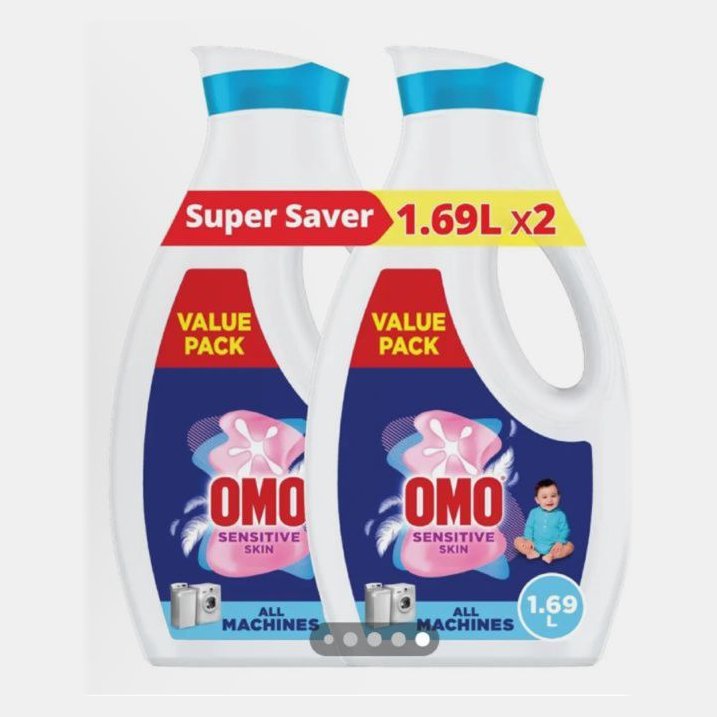 Super Saver 1.69L x2
VALUE
PACK
VALUE
PACK
OMO
SENSITIVE
SKIN
OMO
SENSITIVE
SKIN
ALL
MACHINES
ALL
MACHINES
1.69
L